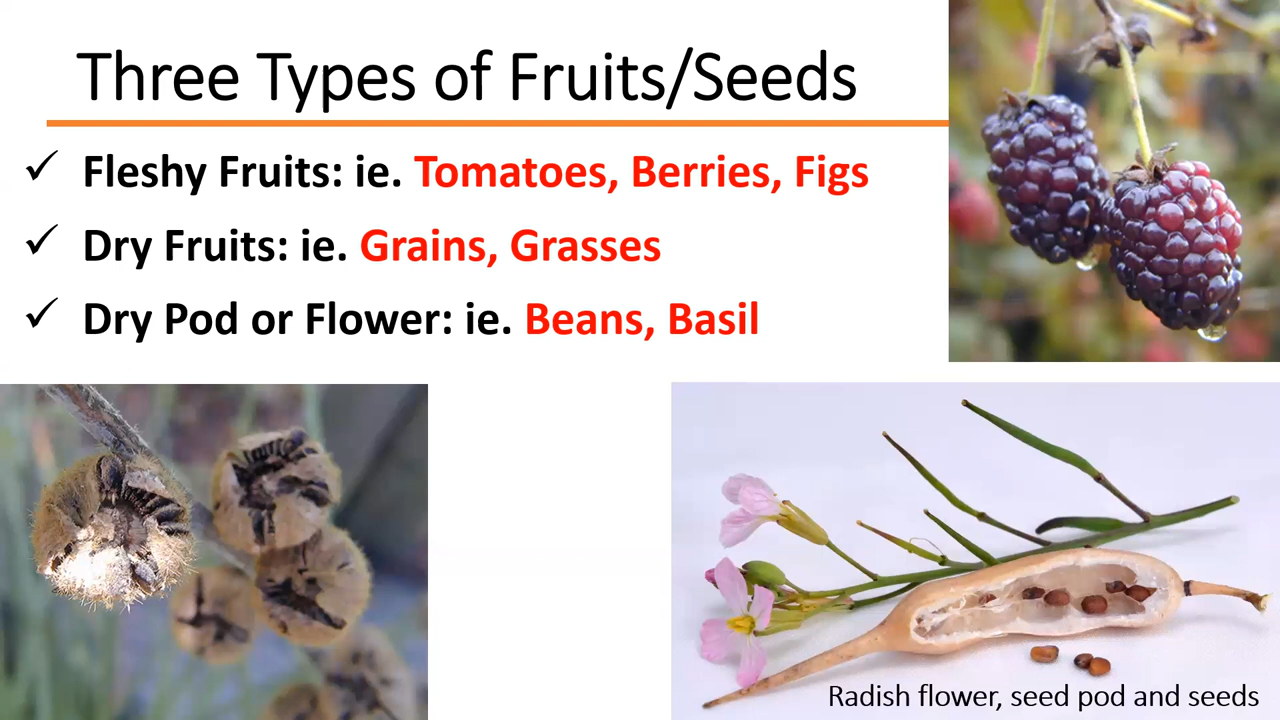 Three Types of Fruits/Seeds
✓ Fleshy Fruits: ie. Tomatoes, Berries, Figs
✓ Dry Fruits: ie. Grains, Grasses
✓ Dry Pod or Flower: ie. Beans, Basil
Radish flower, seed pod and seeds